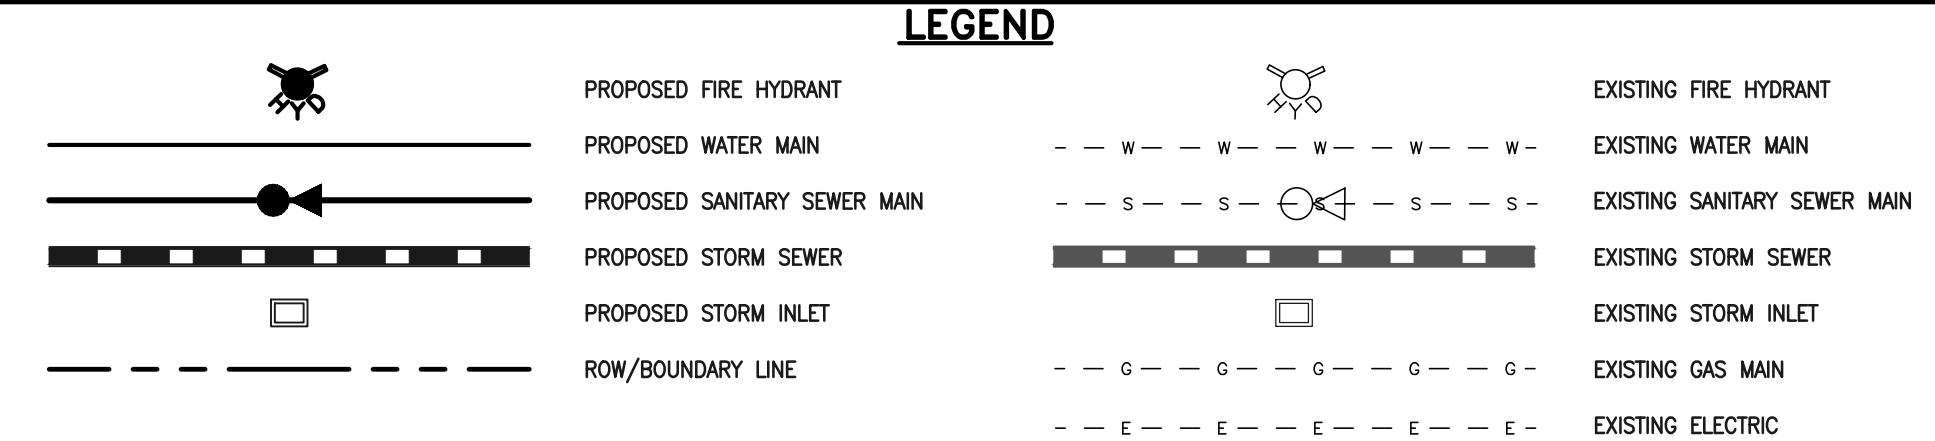 LEGEND
HYD PROPOSED FIRE HYDRANT
HYD EXISTING FIRE HYDRANT
PROPOSED WATER MAIN
W W W W W EXISTING WATER MAIN
PROPOSED SANITARY SEWER MAIN
S S S S S EXISTING SANITARY SEWER MAIN
PROPOSED STORM SEWER
EXISTING STORM SEWER
PROPOSED STORM INLET
EXISTING STORM INLET
ROW/BOUNDARY LINE
G G G G G EXISTING GAS MAIN
E E E E E EXISTING ELECTRIC